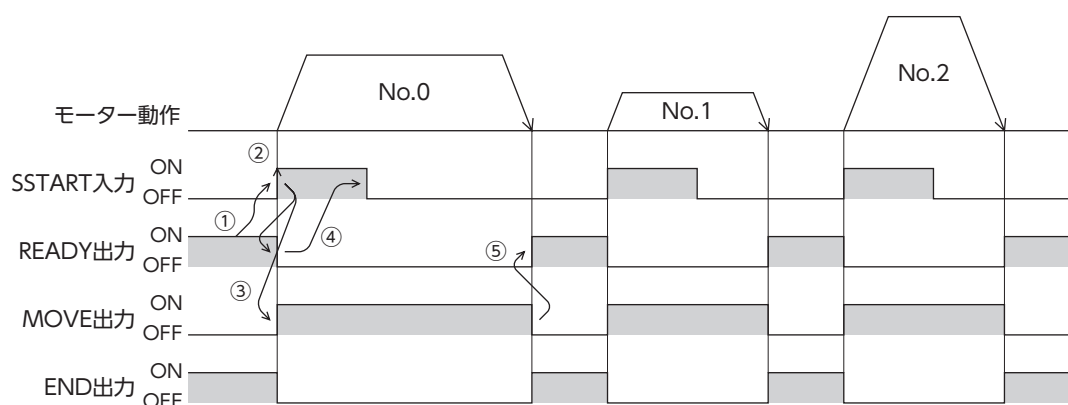 No.0
No.1
No.2
モーター動作
SSTART入力 ON
OFF
②
①
④
READY出力 ON
OFF
⑤
③
MOVE出力 ON
OFF
END出力 ON
OFF